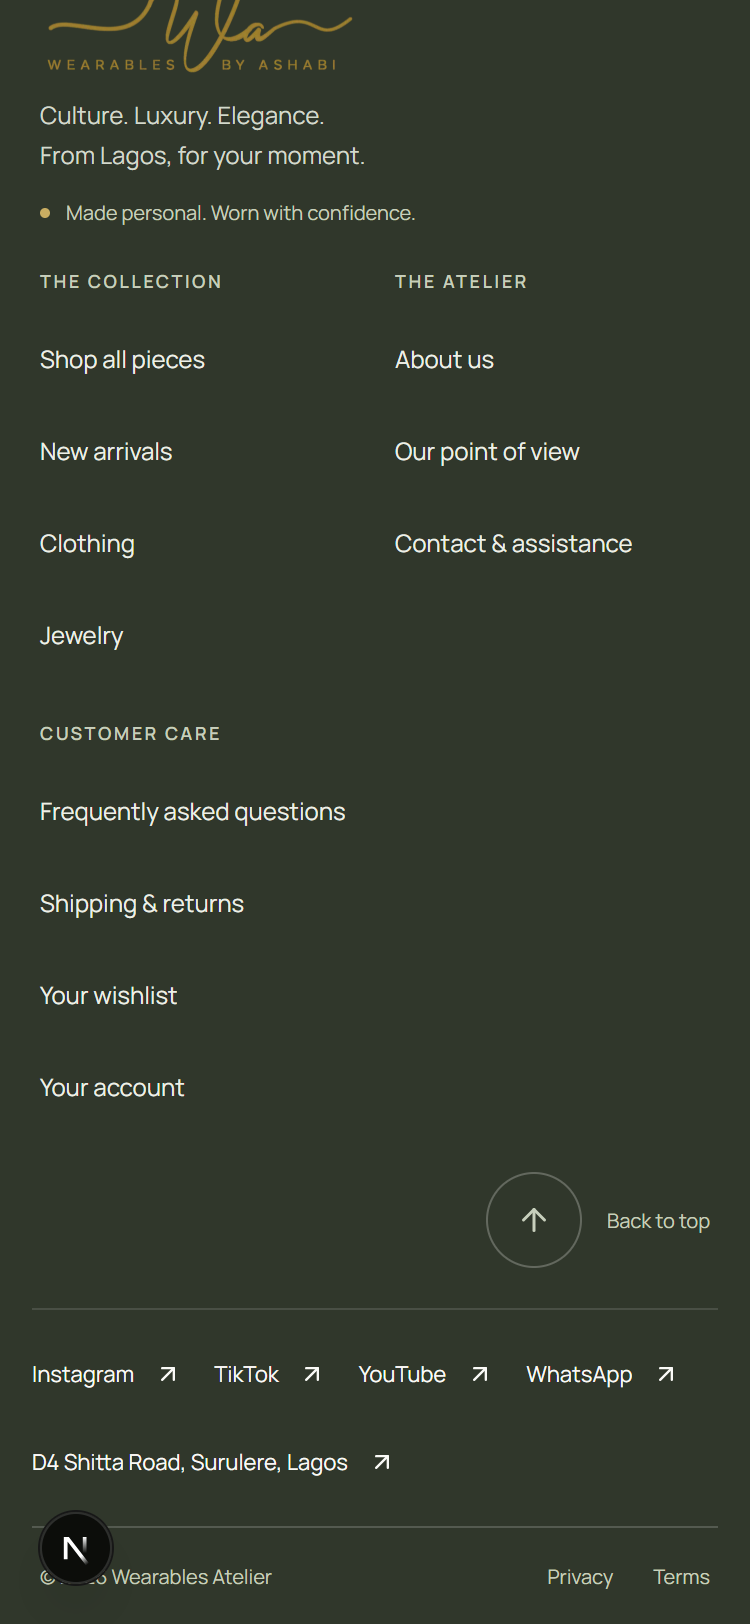 Wa
WEARABLES BY ASHABI
Culture. Luxury. Elegance.
From Lagos, for your moment.
Made personal. Worn with confidence.
THE COLLECTION
Shop all pieces
New arrivals
Clothing
Jewelry
THE ATELIER
About us
Our point of view
Contact & assistance
CUSTOMER CARE
Frequently asked questions
Shipping & returns
Your wishlist
Your account
Back to top
Instagram TikTok YouTube WhatsApp
D4 Shitta Road, Surulere, Lagos
N
© Wearables Atelier
Privacy Terms